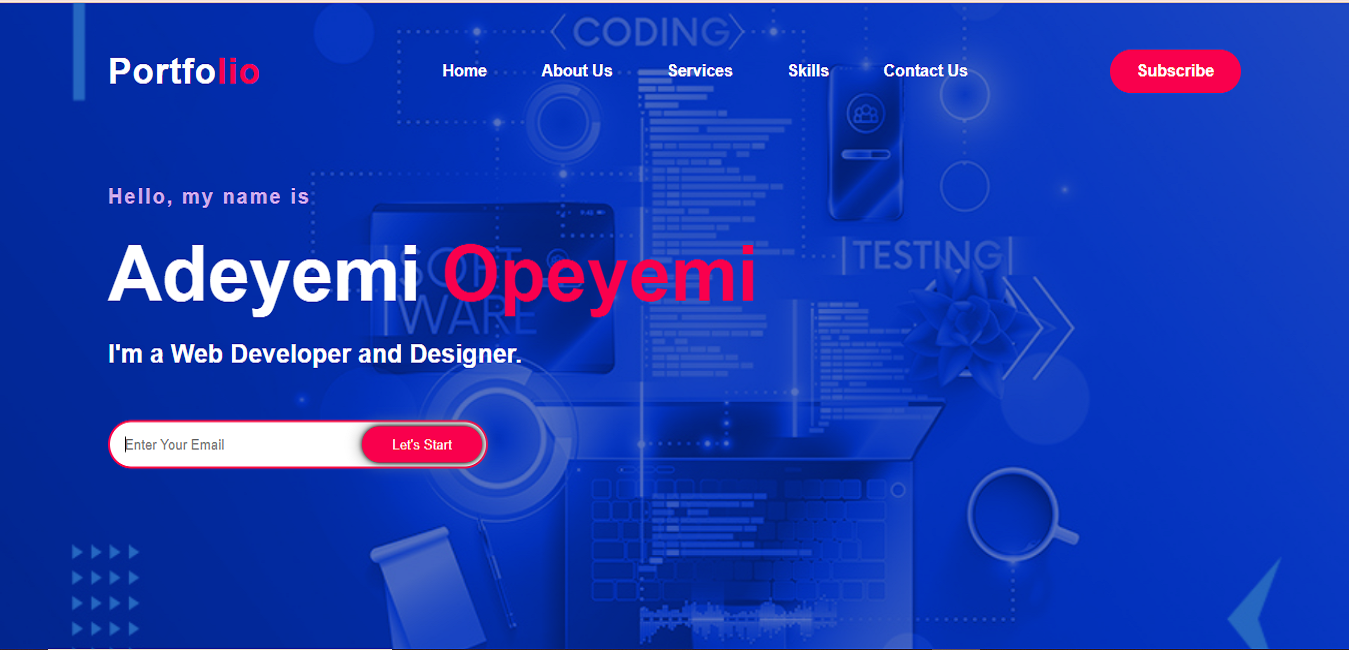 CODING
Portfolio
Home
About Us
Services
Skills
Contact Us
Subscribe
Hello, my name is
Adeyemi Opeyemi
SOFT
WARE
TESTING
I'm a Web Developer and Designer.
Enter Your Email
Let's Start